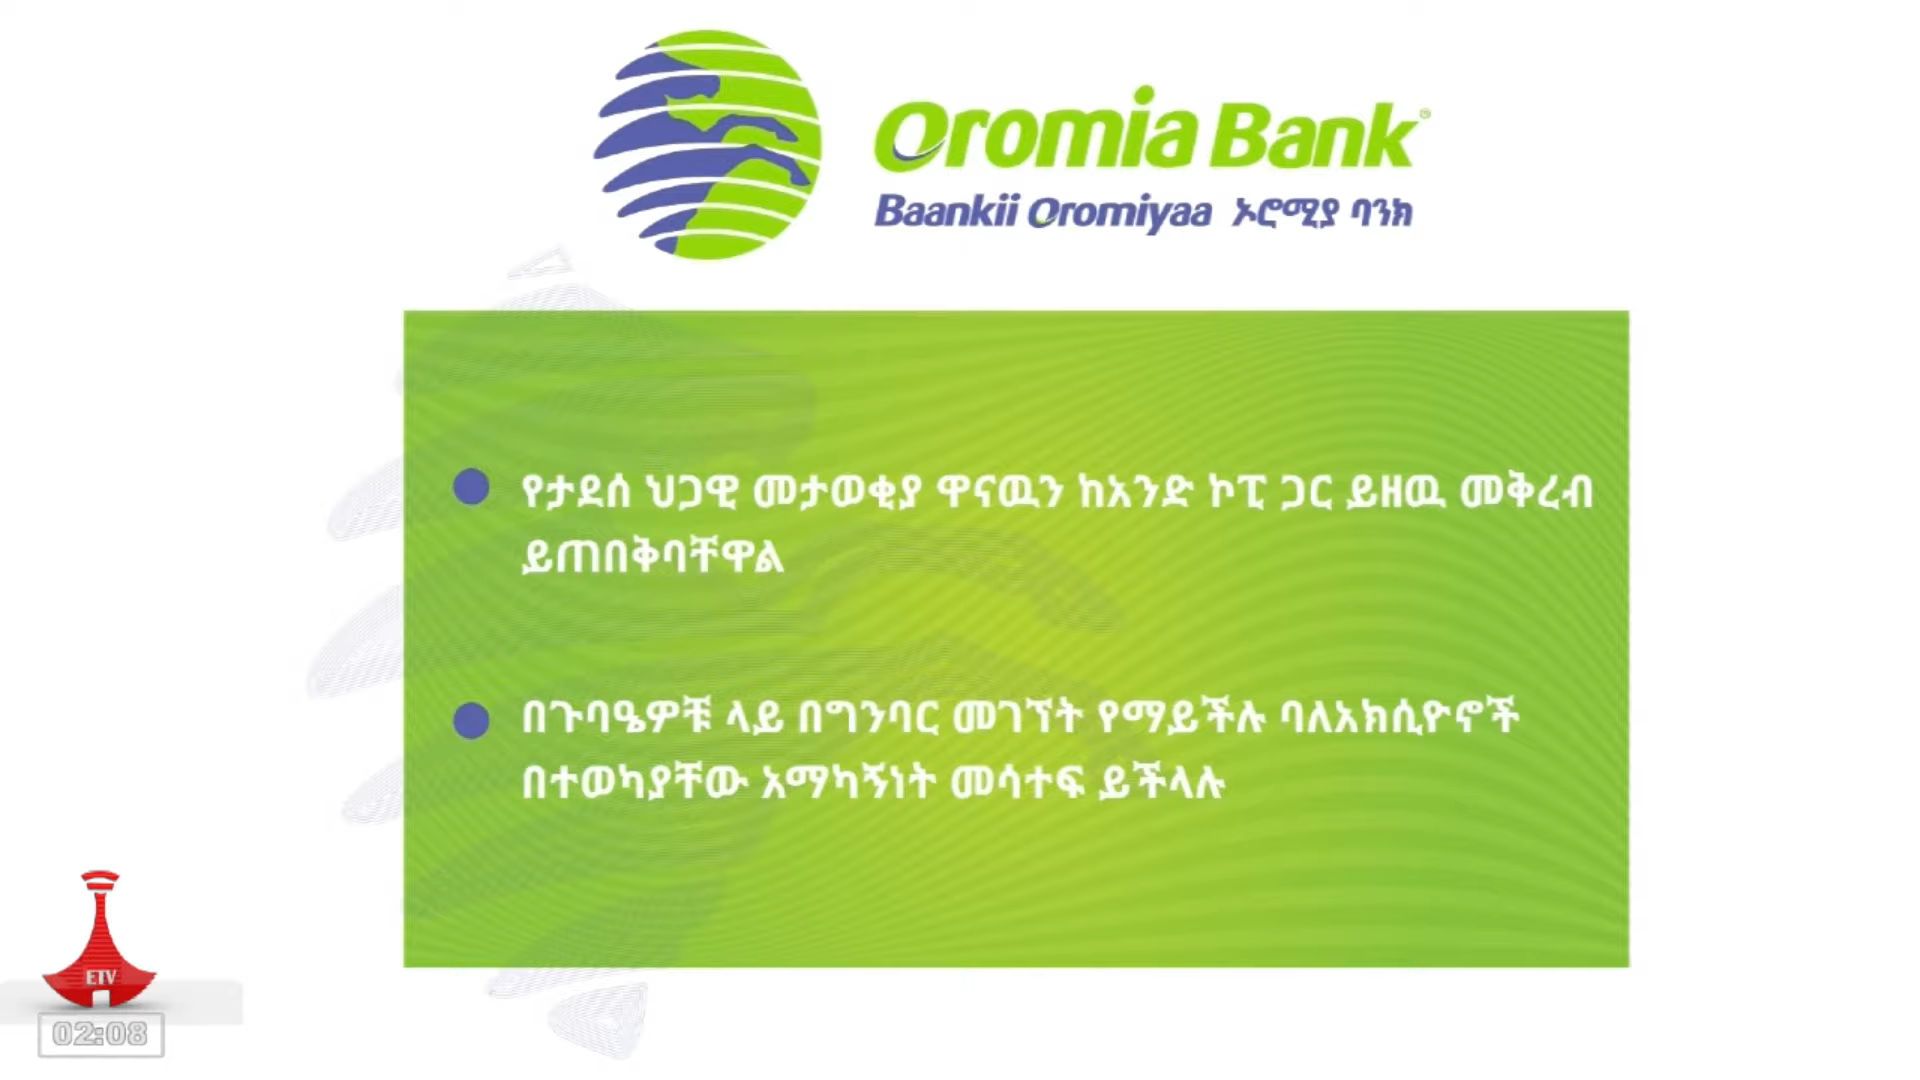 Oromia Bank
Baankii Oromiyaa ኦሮሚያ ባንክ
የታደሰ ህጋዊ መታወቂያ ዋናዉን ከአንድ ኮፒ ጋር ይዘዉ መቅረብ
ይጠበቅባቸዋል
በጉባዔዎቹ ላይ በግንባር መገኘት የማይችሉ ባለአክሲዮኖች
በተወካያቸው አማካኝነት መሳተፍ ይችላሉ
ETV
02:08